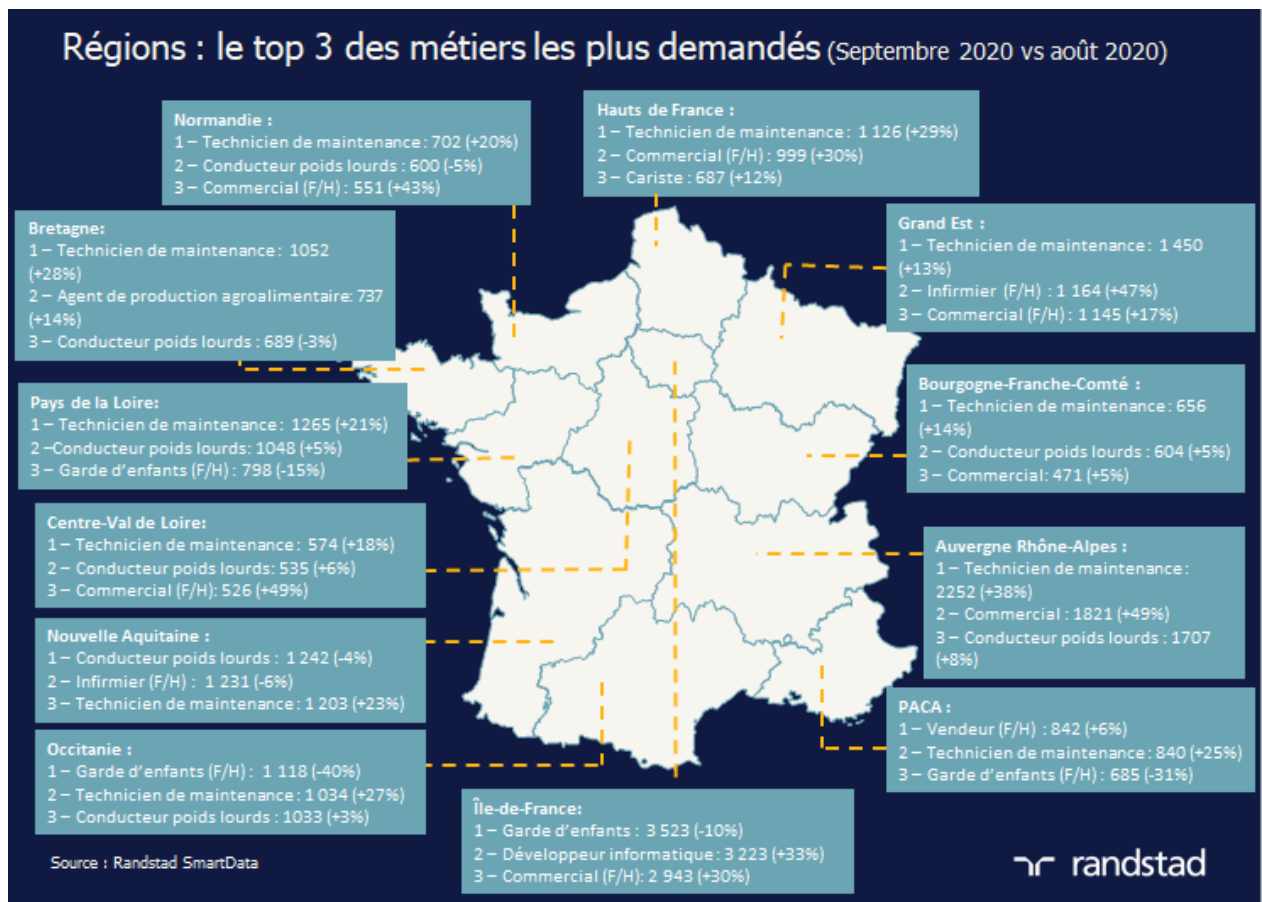 Régions : le top 3 des métiers les plus demandés (Septembre 2020 vs août 2020)
Normandie :
1 – Technicien de maintenance : 702 (+20%)
2 – Conducteur poids lourds : 600 (-5%)
3 – Commercial (F/H) : 551 (+43%)
Hauts de France :
1 – Technicien de maintenance : 1 126 (+29%)
2 – Commercial (F/H) : 999 (+30%)
3 – Cariste : 687 (+12%)
Bretagne:
1 – Technicien de maintenance : 1052
(+28%)
2 – Agent de production agroalimentaire: 737
(+14%)
3 – Conducteur poids lourds : 689 (-3%)
Grand Est :
1 – Technicien de maintenance : 1 450
(+13%)
2 – Infirmier (F/H) : 1 164 (+47%)
3 – Commercial (F/H) : 1 145 (+17%)
Pays de la Loire:
1 – Technicien de maintenance : 1265 (+21%)
2 –Conducteur poids lourds: 1048 (+5%)
3 – Garde d’enfants (F/H) : 798 (-15%)
Bourgogne-Franche-Comté :
1 – Technicien de maintenance : 656
(+14%)
2 – Conducteur poids lourds : 604 (+5%)
3 – Commercial: 471 (+5%)
Centre-Val de Loire:
1 – Technicien de maintenance : 574 (+18%)
2 – Conducteur poids lourds: 535 (+6%)
3 – Commercial (F/H): 526 (+49%)
Auvergne Rhône-Alpes :
1 – Technicien de maintenance :
2252 (+38%)
2 – Commercial : 1821 (+49%)
3 – Conducteur poids lourds : 1707
(+8%)
Nouvelle Aquitaine :
1 – Conducteur poids lourds : 1 242 (-4%)
2 – Infirmier (F/H) : 1 231 (-6%)
3 – Technicien de maintenance : 1 203 (+23%)
PACA :
1 – Vendeur (F/H) : 842 (+6%)
2 – Technicien de maintenance : 840 (+25%)
3 – Garde d’enfants (F/H) : 685 (-31%)
Occitanie :
1 – Garde d’enfants (F/H) : 1 118 (-40%)
2 – Technicien de maintenance : 1 034 (+27%)
3 – Conducteur poids lourds : 1033 (+3%)
Île-de-France:
1 – Garde d’enfants : 3 523 (-10%)
2 – Développeur informatique : 3 223 (+33%)
3 – Commercial (F/H): 2 943 (+30%)
Source : Randstad SmartData
randstad